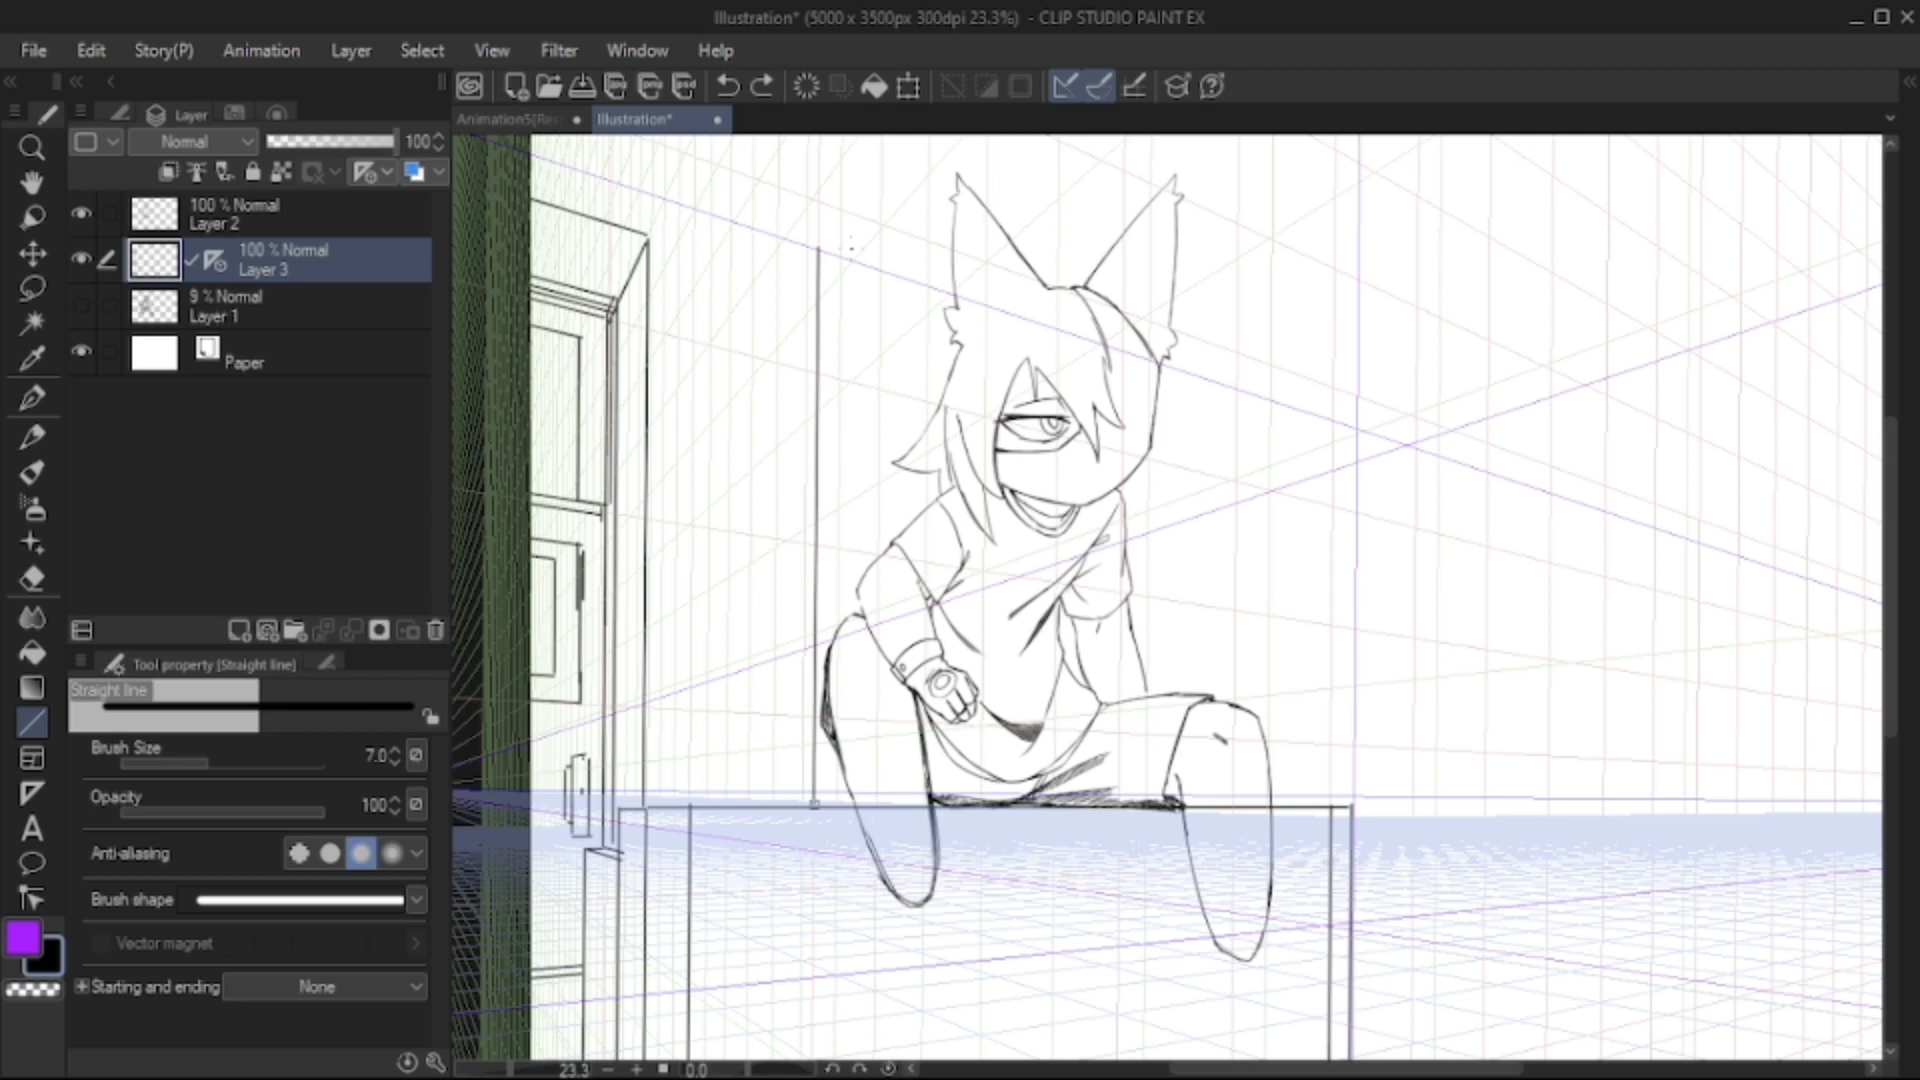 Illustration* (5000 x 3500px 300dpi 23.3%) - CLIP STUDIO PAINT EX
File Edit Story(P) Animation Layer Select View Filter Window Help
Layer
Animation5[Res
Illustration*
Normal 100
100 % Normal
Layer 2
100 % Normal
Layer 3
9 % Normal
Layer 1
Paper
Tool property [Straight line]
Straight line
Brush Size 7.0
Opacity 100
Anti-aliasing
Brush shape
Vector magnet
Starting and ending None
23.3 0.0